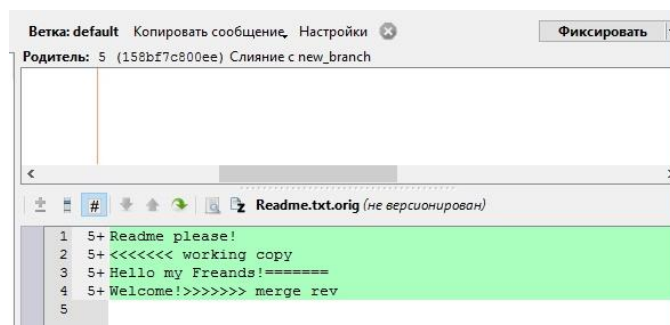 Ветка: default Копировать сообщение Настройки Фиксировать
Родитель: 5 (158bf7c800ee) Слияние с new_branch
# Readme.txt.orig (не версионирован)
1 5+ Readme please!
2 5+ <<<<<<< working copy
3 5+ Hello my Freands!=======
4 5+ Welcome!>>>>>>> merge rev
5